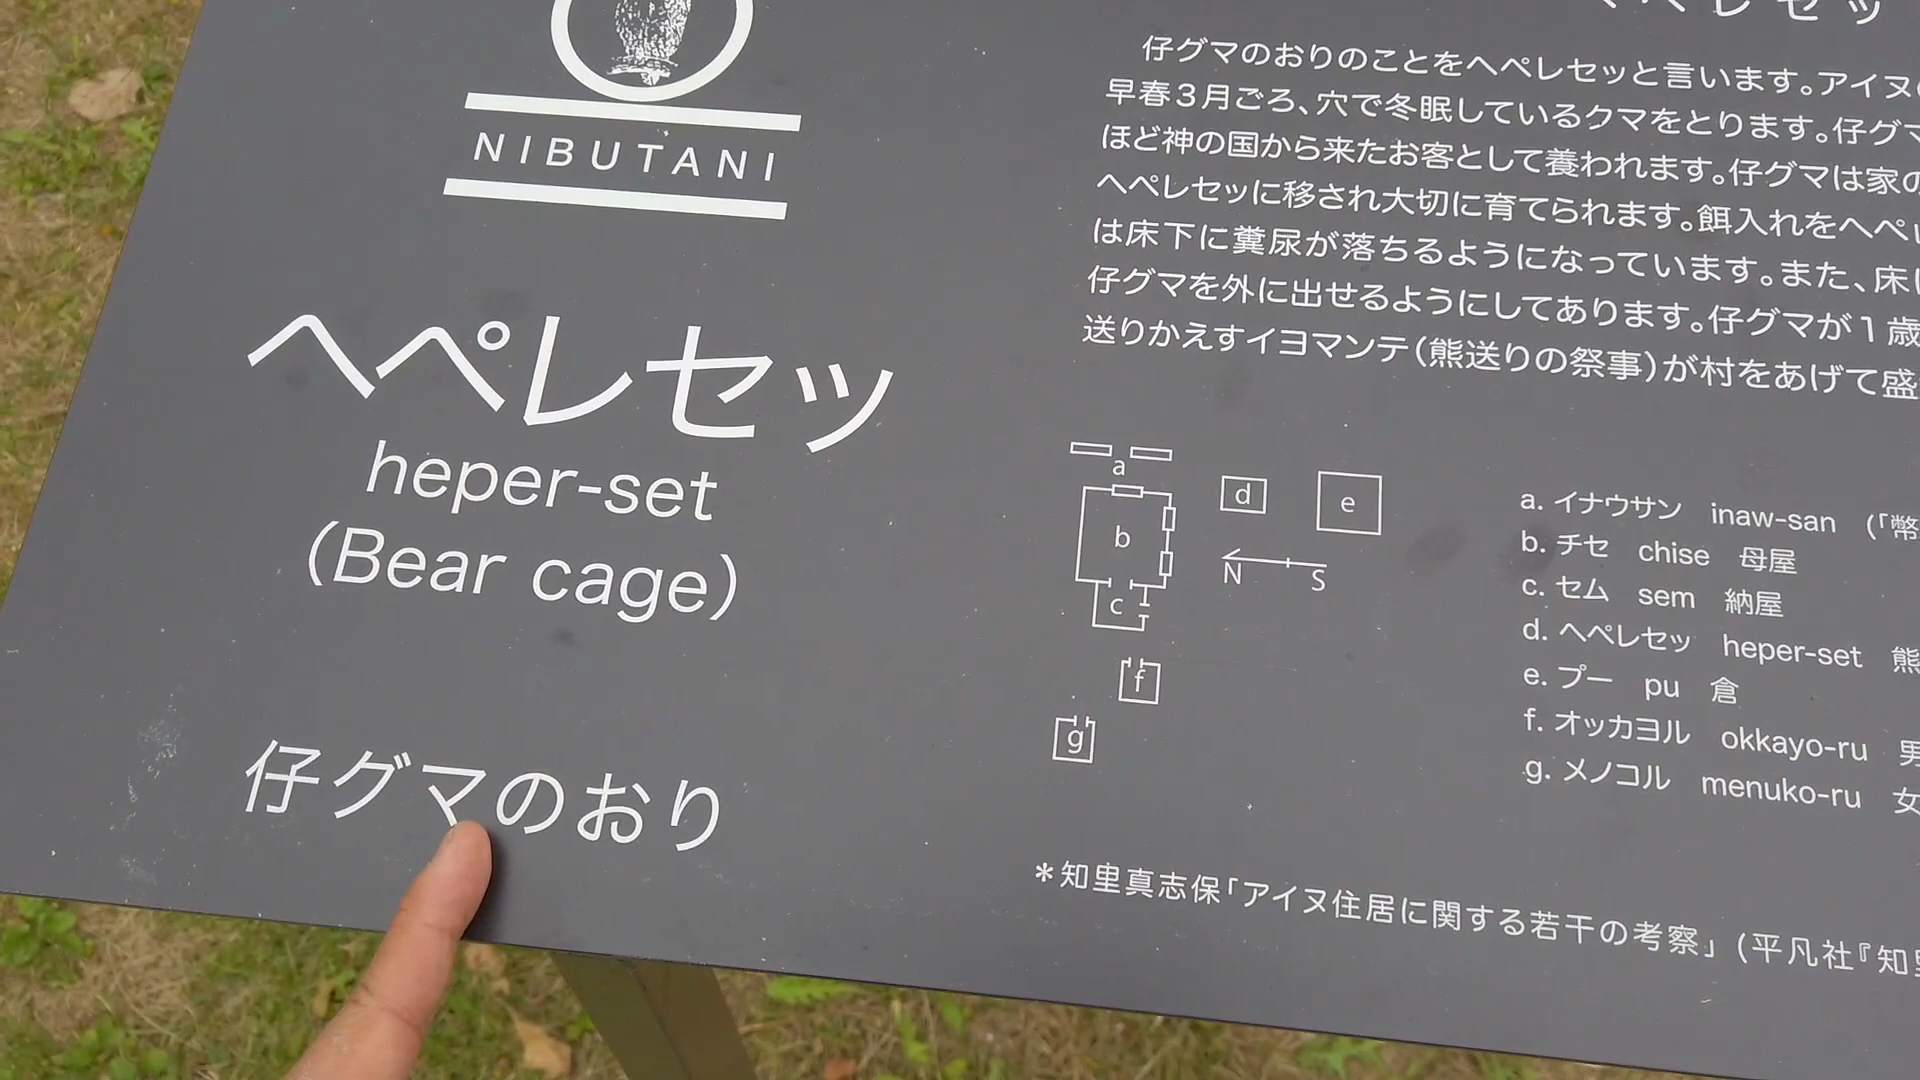 NIBUTANI
ヘペレセッ
heper-set
(Bear cage)
仔グマのおり
ペレセッ
仔グマのおりのことをヘペレセッと言います。アイヌ
早春3月ごろ、穴で冬眠しているクマをとります。仔グマ
ほど神の国から来たお客として養われます。仔グマは家の
ヘペレセッに移され大切に育てられます。餌入れをヘペ
は床下に糞尿が落ちるようになっています。また、床
仔グマを外に出せるようにしてあります。仔グマが1歳
送りかえすイヨマンテ(熊送りの祭事)が村をあげて盛
a
b
c
d
e
N S
f
g
a. イナウサン inaw-san (「幣
b. チセ chise 母屋
c. セム sem 納屋
d. ヘペレセッ heper-set 熊
e. プー pu 倉
f. オッカヨル okkayo-ru 男
g. メノコル menuko-ru 女
*知里真志保「アイヌ住居に関する若干の考察」(平凡社『知里